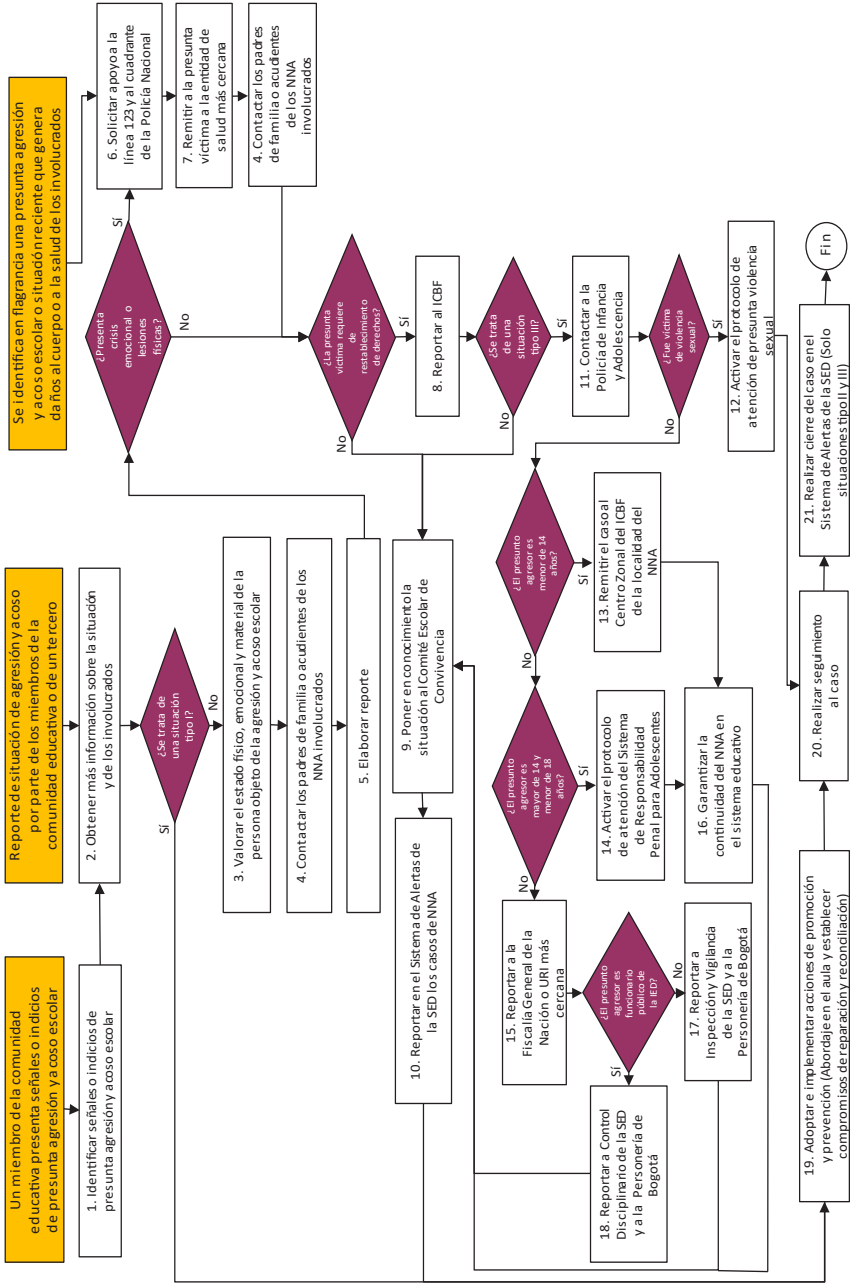 Un miembro de la comunidad
educativa presenta señales o indicios
de presunta agresión y acoso escolar
Reporte de situación de agresión y acoso
por parte de los miembros de la
comunidad educativa o de un tercero
Se identifica en flagrancia una presunta agresión
y acoso escolar o situación reciente que genera
daños al cuerpo o a la salud de los involucrados
1. Identificar señales o indicios de
presunta agresión y acoso escolar
2. Obtener más información sobre la situación
y de los involucrados
¿Se trata de
una situación
tipo I?
Sí
No
3. Valorar el estado físico, emocional y material de la
persona objeto de la agresión y acoso escolar
4. Contactar los padres de familia o acudientes de los
NNA involucrados
5. Elaborar reporte
¿Presenta
crisis
emocional o
lesiones
físicas?
Sí
No
6. Solicitar apoyo a la
línea 123 y al cuadrante
de la Policía Nacional
7. Remitir a la presunta
víctima a la entidad de
salud más cercana
4. Contactar los padres
de familia o acudientes
de los NNA
involucrados
¿La presunta
víctima requiere
de
restablecimiento
de derechos?
No
Sí
8. Reportar al ICBF
¿Se trata
de una
situación
tipo III?
No
Sí
9. Poner en conocimiento la
situación al Comité Escolar de
Convivencia
10. Reportar en el Sistema de Alertas de
la SED los casos de NNA
11. Contactar a la
Policía de Infancia
y Adolescencia
¿Fue víctima
de violencia
sexual?
No
Sí
12. Activar el protocolo de
atención de presunta violencia
sexual
¿El presunto
agresor es
menor de 14
años?
No
Sí
13. Remitir el caso al
Centro Zonal del ICBF
de la localidad del
NNA
¿El presunto
agresor es
mayor de 14 y
menor de 18
años?
No
Sí
14. Activar el protocolo
de atención del Sistema
de Responsabilidad
Penal para Adolescentes
15. Reportar a la
Fiscalía General de la
Nación o URI más
cercana
¿El presunto
agresor es
funcionario
público de
la IED?
Sí
No
16. Garantizar la
continuidad del NNA en
el sistema educativo
17. Reportar a
Inspección y Vigilancia
de la SED y a la
Personería de Bogotá
18. Reportar a Control
Disciplinario de la SED
y a la Personería de
Bogotá
19. Adoptar e implementar acciones de promoción
y prevención (Abordaje en el aula y establecer
compromisos de reparación y reconciliación)
20. Realizar seguimiento
al caso
21. Realizar cierre del caso en el
Sistema de Alertas de la SED (Solo
situaciones tipo II y III)
Fin